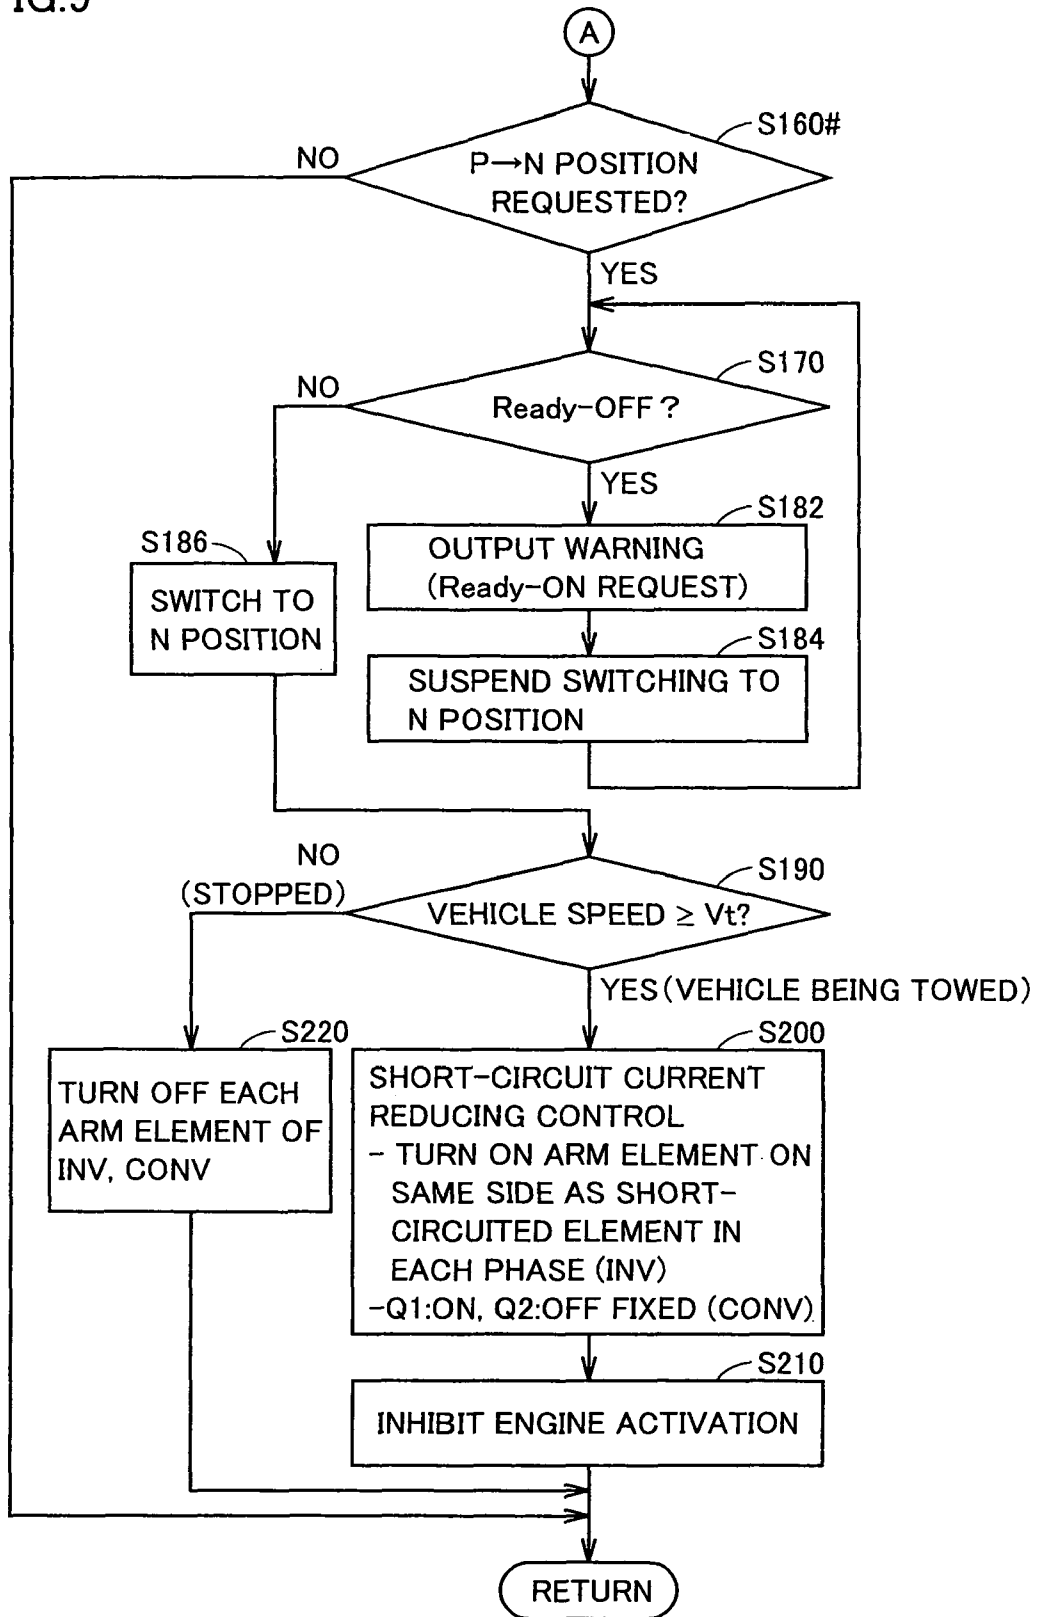 IG.9
A
S160#
NO
P→N POSITION
REQUESTED?
YES
S170
NO
Ready-OFF?
YES
S182
OUTPUT WARNING
(Ready-ON REQUEST)
S186
SWITCH TO
N POSITION
S184
SUSPEND SWITCHING TO
N POSITION
NO
(STOPPED)
S190
VEHICLE SPEED ≥ Vt?
YES(VEHICLE BEING TOWED)
S220
TURN OFF EACH
ARM ELEMENT OF
INV, CONV
S200
SHORT-CIRCUIT CURRENT
REDUCING CONTROL
- TURN ON ARM ELEMENT ON
SAME SIDE AS SHORT-
CIRCUITED ELEMENT IN
EACH PHASE (INV)
-Q1:ON, Q2:OFF FIXED (CONV)
S210
INHIBIT ENGINE ACTIVATION
RETURN